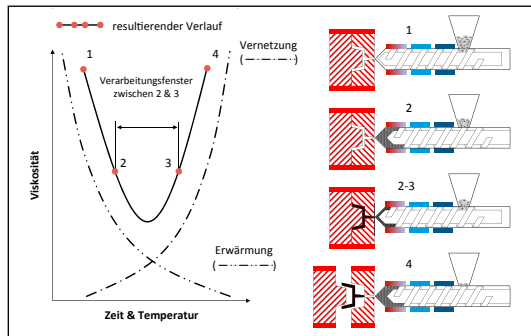 resultierender Verlauf
1
4
Vernetzung
Verarbeitungsfenster
zwischen 2 & 3
2
3
Erwärmung
Viskosität
Zeit & Temperatur
1
2
2-3
4